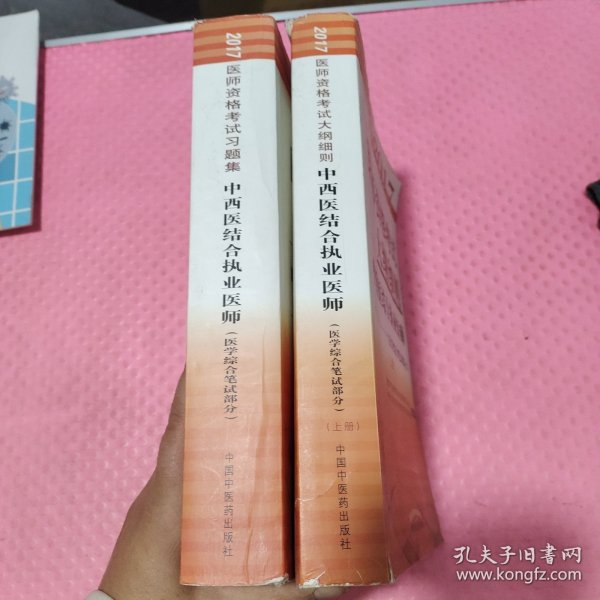 2017 医师资格考试习题集
中西医结合执业医师
(医学综合笔试部分)
中国中医药出版社
2017 医师资格考试大纲细则
中西医结合执业医师
(医学综合笔试部分)
(上册)
中国中医药出版社
孔夫子旧书网
www.kongfz.com